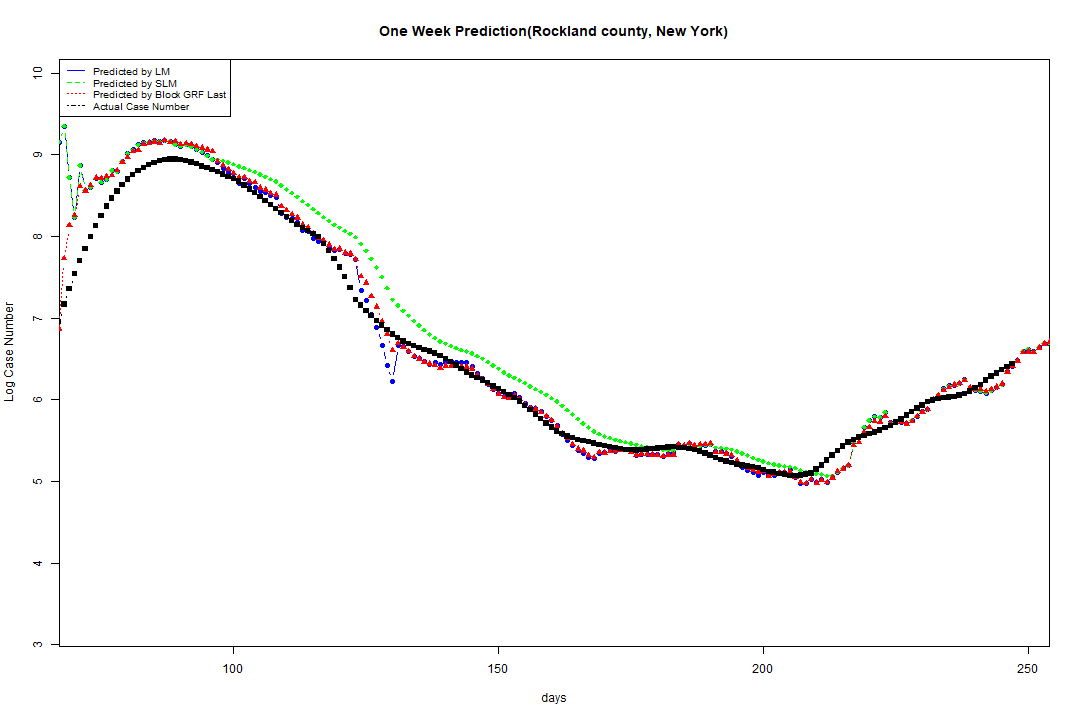 One Week Prediction(Rockland county, New York)
Predicted by LM
Predicted by SLM
Predicted by Block GRF Last
Actual Case Number
10
9
8
7
6
5
4
3
Log Case Number
100 150 200 250
days